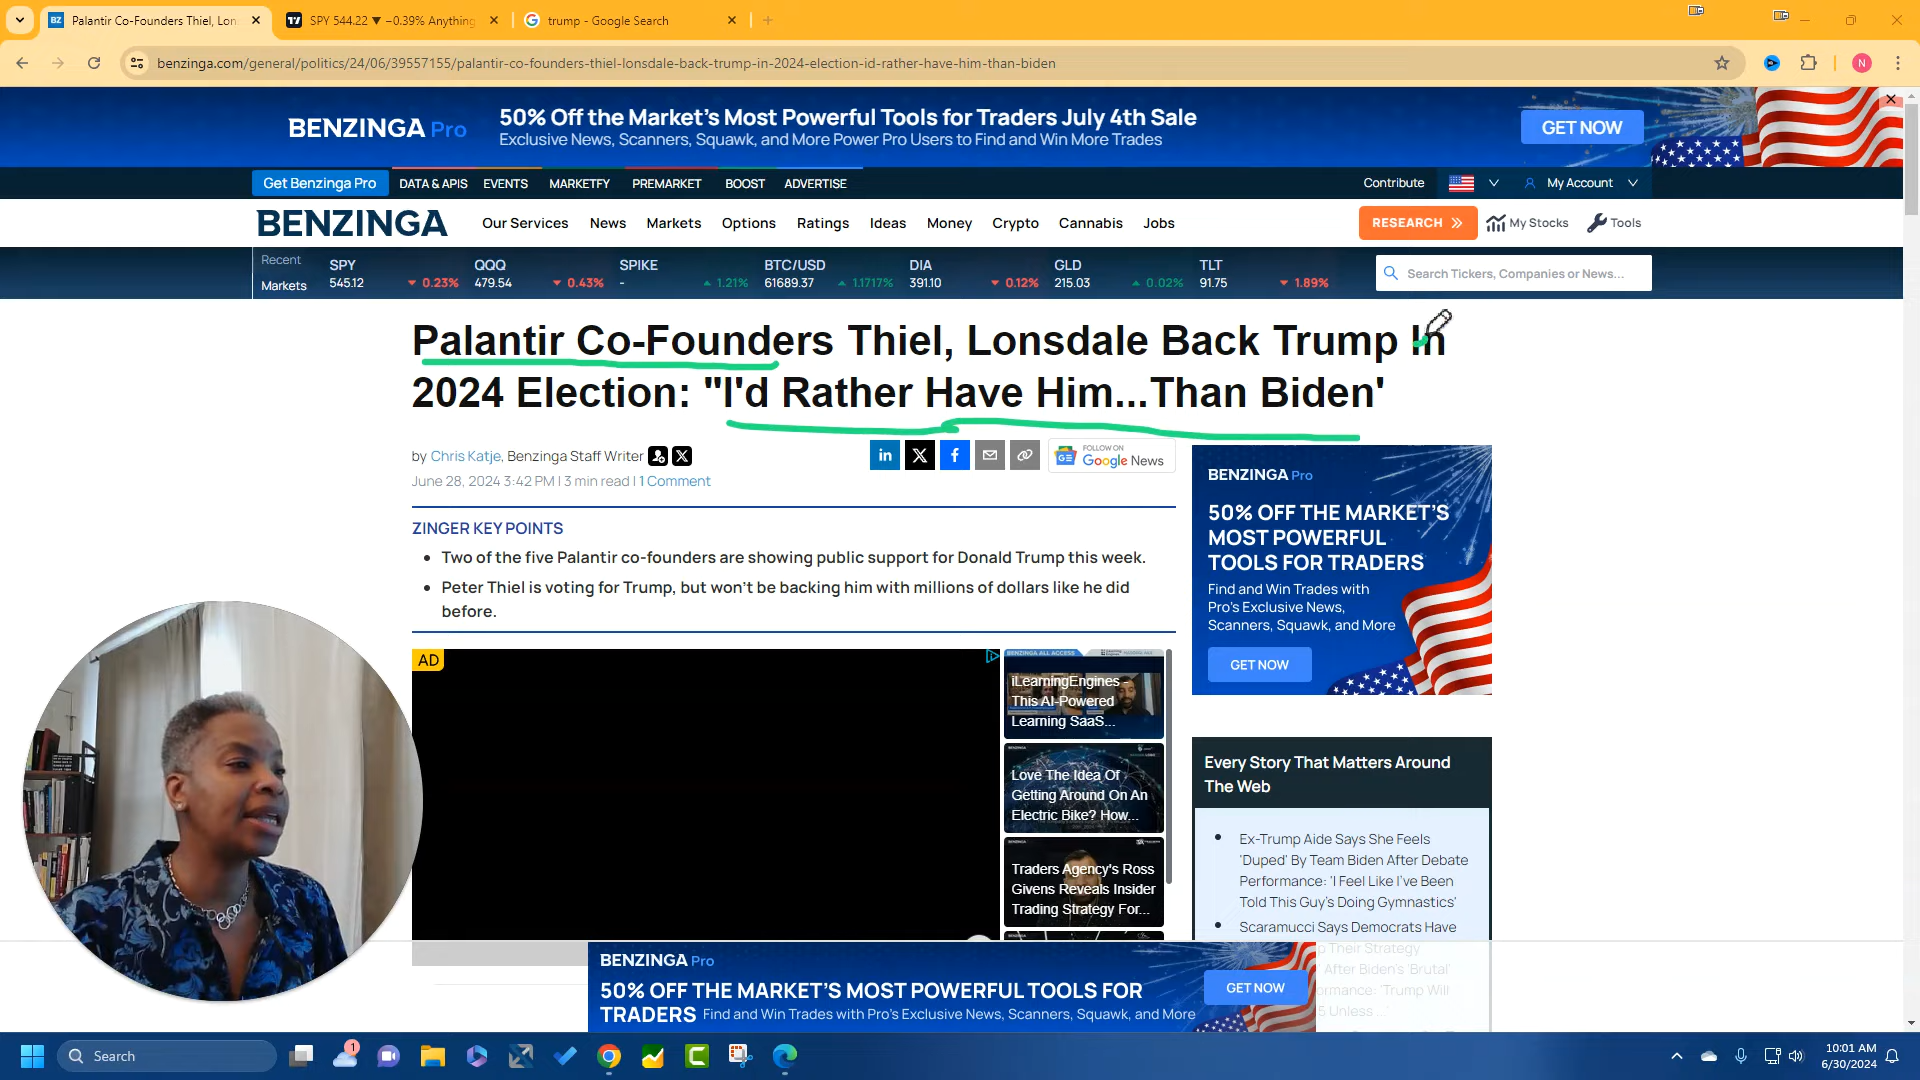 Palantir Co-Founders Thiel, Lon
SPY 544.22 ▼ −0.39% Anything
trump - Google Search
benzinga.com/general/politics/24/06/39557155/palantir-co-founders-thiel-lonsdale-back-trump-in-2024-election-id-rather-have-him-than-biden
N
BENZINGA Pro
50% Off the Market's Most Powerful Tools for Traders July 4th Sale
Exclusive News, Scanners, Squawk, and More Power Pro Users to Find and Win More Trades
GET NOW
Get Benzinga Pro
DATA & APIS EVENTS MARKETFY PREMARKET BOOST ADVERTISE
Contribute
My Account
BENZINGA
Our Services News Markets Options Ratings Ideas Money Crypto Cannabis Jobs
RESEARCH
My Stocks
Tools
Recent
Markets
SPY
545.12 ▼ 0.23%
QQQ
479.54 ▼ 0.43%
SPIKE
- ▲ 1.21%
BTC/USD
61689.37 ▲ 1.1717%
DIA
391.10 ▼ 0.12%
GLD
215.03 ▲ 0.02%
TLT
91.75 ▼ 1.89%
Search Tickers, Companies or News...
Palantir Co-Founders Thiel, Lonsdale Back Trump In
2024 Election: "I'd Rather Have Him...Than Biden'
by Chris Katje, Benzinga Staff Writer
June 28, 2024 3:42 PM | 3 min read | 1 Comment
FOLLOW ON
Google News
ZINGER KEY POINTS
• Two of the five Palantir co-founders are showing public support for Donald Trump this week.
• Peter Thiel is voting for Trump, but won't be backing him with millions of dollars like he did
before.
AD
BENZINGA ALL ACCESS
iLearningEngines -
This AI-Powered
Learning SaaS...
Love The Idea Of
Getting Around On An
Electric Bike? How...
Traders Agency's Ross
Givens Reveals Insider
Trading Strategy For...
BENZINGA Pro
50% OFF THE MARKET'S
MOST POWERFUL
TOOLS FOR TRADERS
Find and Win Trades with
Pro's Exclusive News,
Scanners, Squawk, and More
GET NOW
Every Story That Matters Around
The Web
• Ex-Trump Aide Says She Feels
'Duped' By Team Biden After Debate
Performance: 'I Feel Like I've Been
Told This Guy's Doing Gymnastics'
• Scaramucci Says Democrats Have
Their Strategy
After Biden's 'Brutal'
'Trump Will
Unless ...'
BENZINGA Pro
50% OFF THE MARKET'S MOST POWERFUL TOOLS FOR
TRADERS Find and Win Trades with Pro's Exclusive News, Scanners, Squawk, and More
GET NOW
Search
1
10:01 AM
6/30/2024